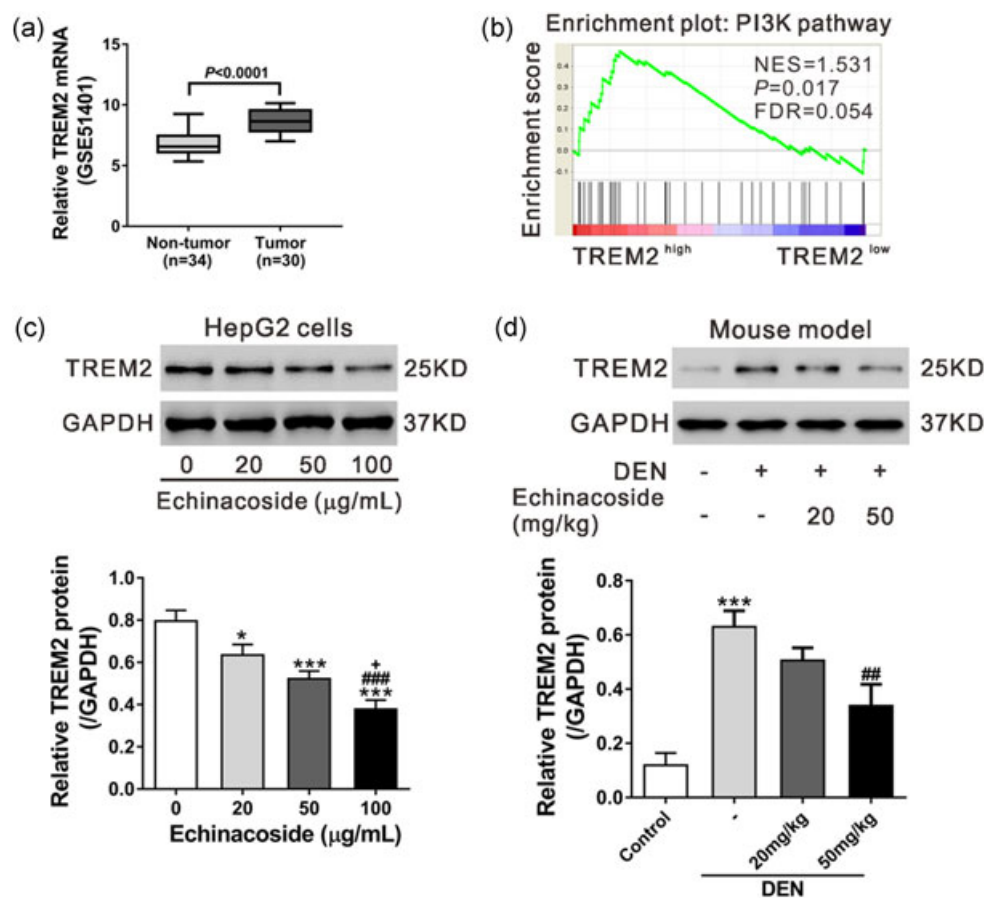 (a)
Relative TREM2 mRNA
(GSE51401)
15
10
5
0
P<0.0001
Non-tumor
(n=34)
Tumor
(n=30)
(b)
Enrichment plot: PI3K pathway
Enrichment score
0.4
0.3
0.2
0.1
0.0
-0.1
NES=1.531
P=0.017
FDR=0.054
TREM2 high
TREM2 low
(c)
HepG2 cells
TREM2
25KD
GAPDH
37KD
0 20 50 100
Echinacoside (μg/mL)
Relative TREM2 protein
(/GAPDH)
1.0
0.8
0.6
0.4
0.2
0.0
*
***
+
###
***
0 20 50 100
Echinacoside (μg/mL)
(d)
Mouse model
TREM2
25KD
GAPDH
37KD
DEN - + + +
Echinacoside
(mg/kg)
- - 20 50
Relative TREM2 protein
(/GAPDH)
0.8
0.6
0.4
0.2
0.0
***
##
Control
-
20mg/kg
50mg/kg
DEN